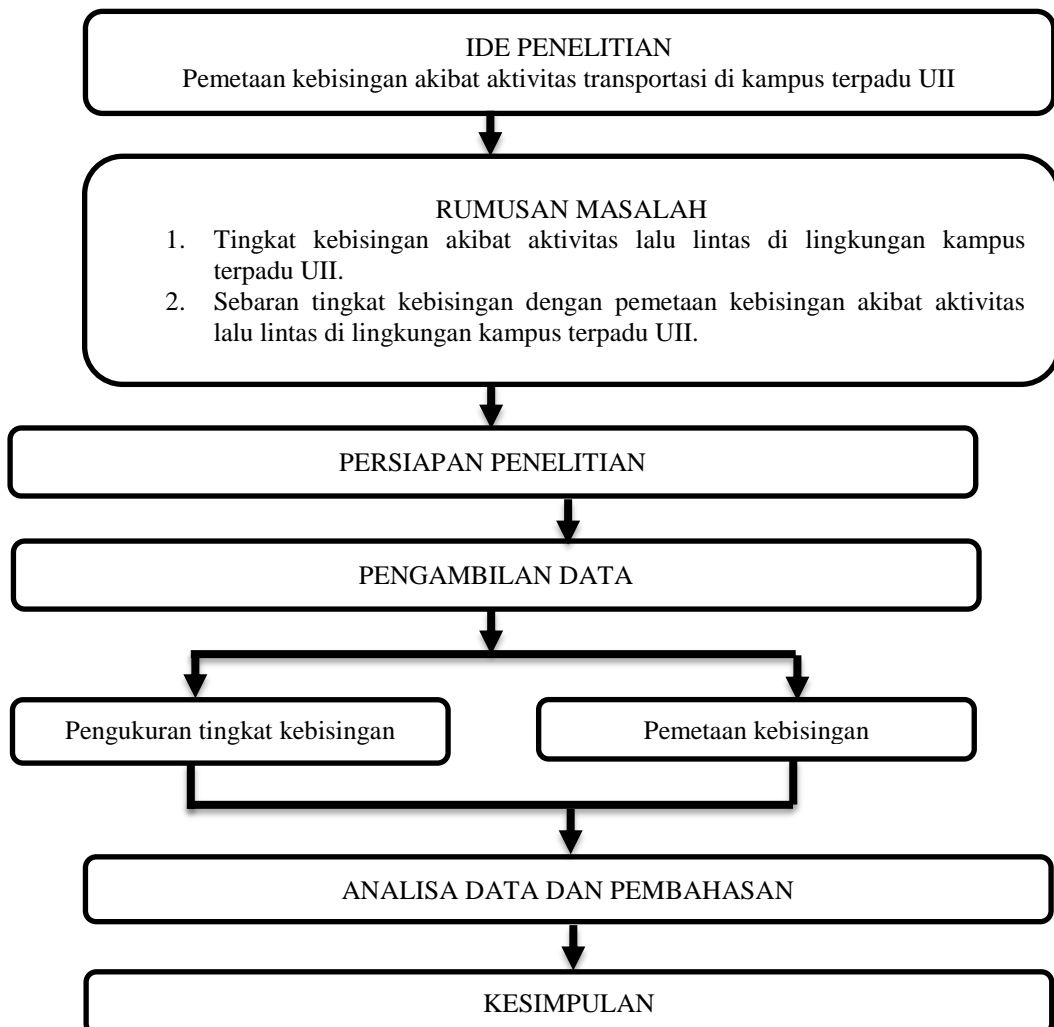 IDE PENELITIAN
Pemetaan kebisingan akibat aktivitas transportasi di kampus terpadu UII
RUMUSAN MASALAH
1. Tingkat kebisingan akibat aktivitas lalu lintas di lingkungan kampus
terpadu UII.
2. Sebaran tingkat kebisingan dengan pemetaan kebisingan akibat aktivitas
lalu lintas di lingkungan kampus terpadu UII.
PERSIAPAN PENELITIAN
PENGAMBILAN DATA
Pengukuran tingkat kebisingan
Pemetaan kebisingan
ANALISA DATA DAN PEMBAHASAN
KESIMPULAN